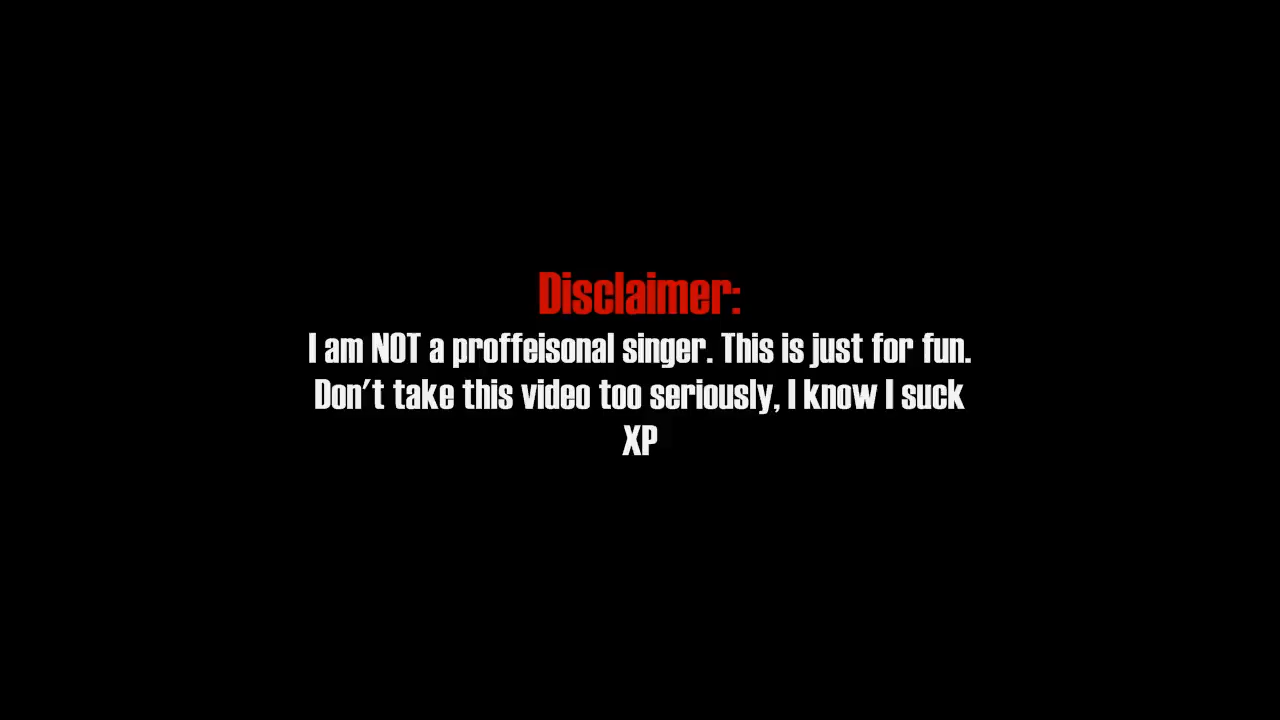 Disclaimer:
I am NOT a proffeisonal singer. This is just for fun.
Don't take this video too seriously, I know I suck
XP